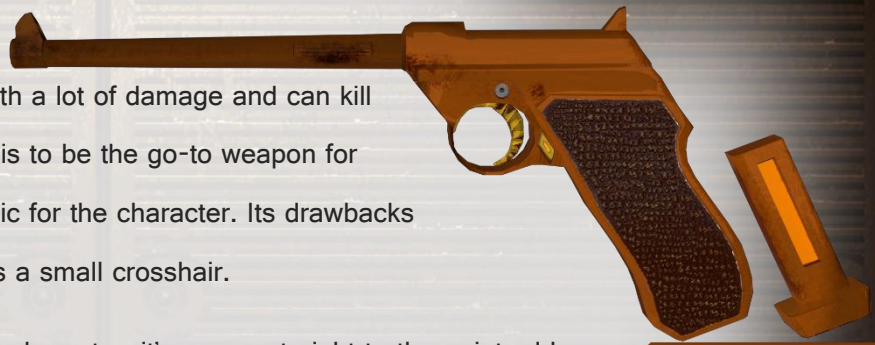 th a lot of damage and can kill
is to be the go-to weapon for
ic for the character. Its drawbacks
s a small crosshair.